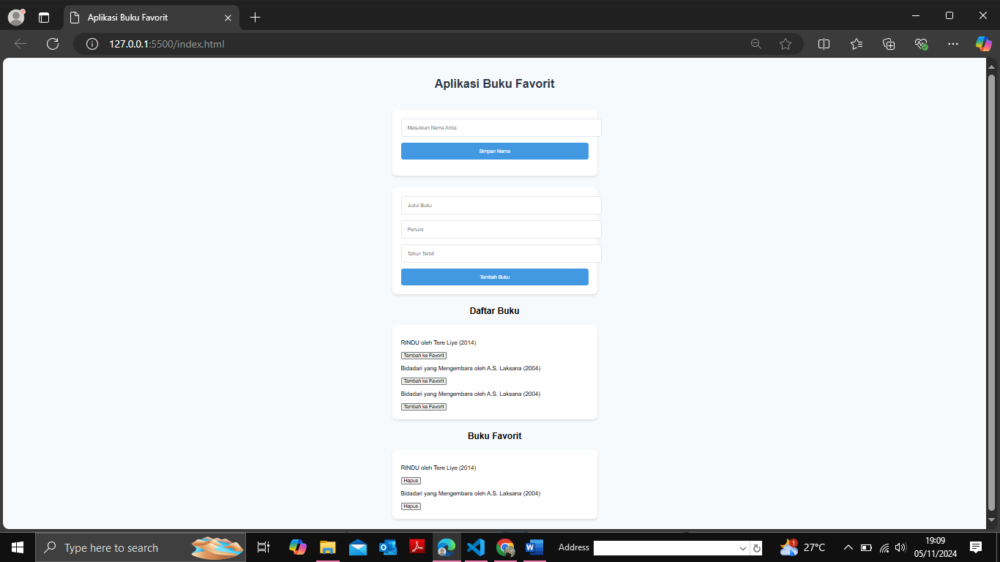 Aplikasi Buku Favorit
127.0.0.1:5500/index.html
Aplikasi Buku Favorit
Masukkan Nama Anda
Simpan Nama
Judul Buku
Penulis
Tahun Terbit
Tambah Buku
Daftar Buku
RINDU oleh Tere Liye (2014)
Tambah ke Favorit
Bidadari yang Mengembara oleh A.S. Laksana (2004)
Tambah ke Favorit
Bidadari yang Mengembara oleh A.S. Laksana (2004)
Tambah ke Favorit
Buku Favorit
RINDU oleh Tere Liye (2014)
Hapus
Bidadari yang Mengembara oleh A.S. Laksana (2004)
Hapus
Type here to search
Address
1
27°C
19:09
05/11/2024